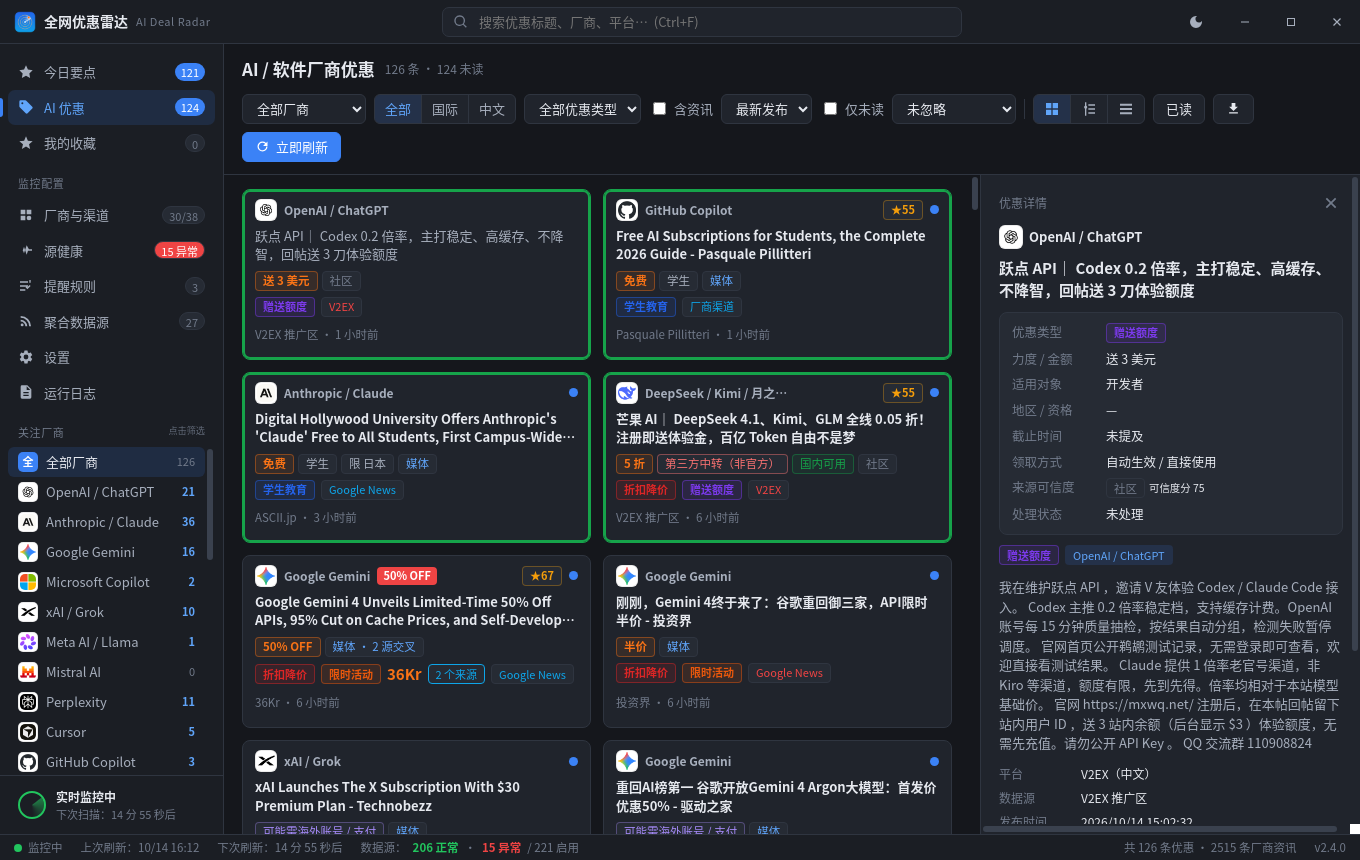 全网优惠雷达 AI Deal Radar
搜索优惠标题、厂商、平台… (Ctrl+F)
今日要点 121
AI 优惠 124
我的收藏 0
监控配置
厂商与渠道 30/38
源健康 15 异常
提醒规则 3
聚合数据源 27
设置
运行日志
关注厂商 点击筛选
全 全部厂商 126
OpenAI / ChatGPT 21
Anthropic / Claude 36
Google Gemini 16
Microsoft Copilot 2
xAI / Grok 10
Meta AI / Llama 1
Mistral AI 0
Perplexity 11
Cursor 5
GitHub Copilot 3
实时监控中
下次扫描：14 分 55 秒后
AI / 软件厂商优惠 126 条 · 124 未读
全部厂商 全部 国际 中文 全部优惠类型 含资讯 最新发布 仅未读 未忽略 已读
立即刷新
OpenAI / ChatGPT
跃点 API｜ Codex 0.2 倍率，主打稳定、高缓存、不降
智，回帖送 3 刀体验额度
送 3 美元 社区
赠送额度 V2EX
V2EX 推广区 · 1 小时前
GitHub Copilot ★55
Free AI Subscriptions for Students, the Complete
2026 Guide - Pasquale Pillitteri
免费 学生 媒体
学生教育 厂商渠道
Pasquale Pillitteri · 1 小时前
Anthropic / Claude
Digital Hollywood University Offers Anthropic's
'Claude' Free to All Students, First Campus-Wide…
免费 学生 限 日本 媒体
学生教育 Google News
ASCII.jp · 3 小时前
DeepSeek / Kimi / 月之… ★55
芒果 AI｜ DeepSeek 4.1、Kimi、GLM 全线 0.05 折！
注册即送体验金，百亿 Token 自由不是梦
5 折 第三方中转（非官方） 国内可用 社区
折扣降价 赠送额度 V2EX
V2EX 推广区 · 6 小时前
Google Gemini 50% OFF ★67
Google Gemini 4 Unveils Limited-Time 50% Off
APIs, 95% Cut on Cache Prices, and Self-Develop…
50% OFF 媒体 · 2 源交叉
折扣降价 限时活动 36Kr 2 个来源 Google News
36Kr · 6 小时前
Google Gemini
刚刚，Gemini 4终于来了：谷歌重回御三家，API限时
半价 - 投资界
半价 媒体
折扣降价 限时活动 Google News
投资界 · 6 小时前
xAI / Grok
xAI Launches The X Subscription With $30
Premium Plan - Technobezz
可能需海外账号 / 支付 媒体
Google Gemini
重回AI榜第一 谷歌开放Gemini 4 Argon大模型：首发价
优惠50% - 驱动之家
可能需海外账号 / 支付 媒体
优惠详情
OpenAI / ChatGPT
跃点 API｜ Codex 0.2 倍率，主打稳定、高缓存、
不降智，回帖送 3 刀体验额度
优惠类型 赠送额度
力度 / 金额 送 3 美元
适用对象 开发者
地区 / 资格 —
截止时间 未提及
领取方式 自动生效 / 直接使用
来源可信度 社区 可信度分 75
处理状态 未处理
赠送额度 OpenAI / ChatGPT
我在维护跃点 API ，邀请 V 友体验 Codex / Claude Code 接
入。 Codex 主推 0.2 倍率稳定档，支持缓存计费。OpenAI
账号每 15 分钟质量抽检，按结果自动分组，检测失败暂停
调度。 官网首页公开鹈鹕测试记录，无需登录即可查看，欢
迎直接看测试结果。 Claude 提供 1 倍率老官号渠道，非
Kiro 等渠道，额度有限，先到先得。倍率均相对于本站模型
基础价。 官网 https://mxwq.net/ 注册后，在本帖回帖留下
站内用户 ID ，送 3 站内余额（后台显示 $3 ）体验额度，无
需先充值。请勿公开 API Key 。 QQ 交流群 110908824
平台 V2EX（中文）
数据源 V2EX 推广区
发布时间 2026/10/14 15:02:32
监控中 上次刷新：10/14 16:12 下次刷新：14 分 55 秒后 数据源： 206 正常 · 15 异常 / 221 启用
共 126 条优惠 · 2515 条厂商资讯 v2.4.0